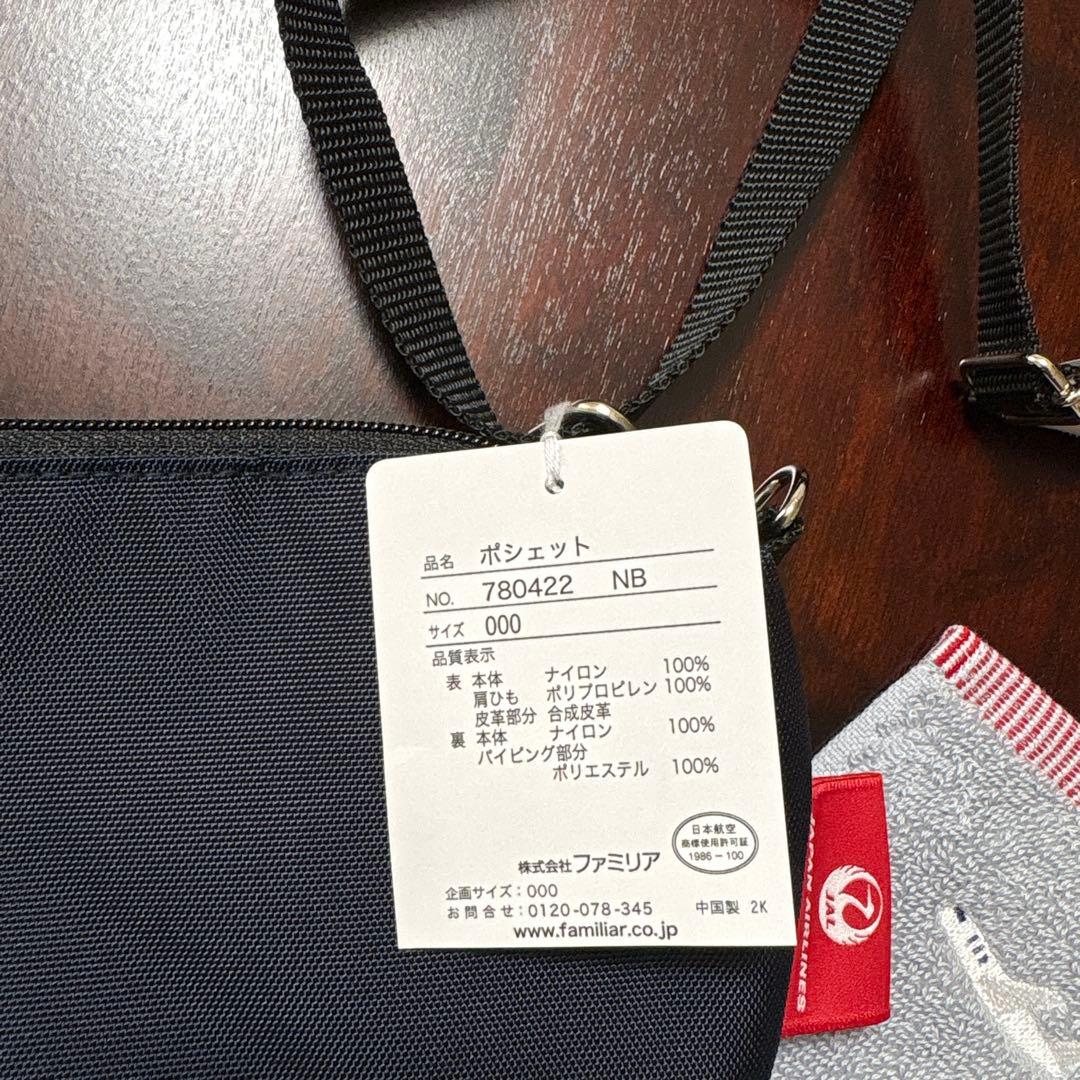 品名 ポシェット
NO. 780422 NB
サイズ 000
品質表示
表 本体 ナイロン 100%
肩ひも ポリプロピレン 100%
皮革部分 合成皮革
裏 本体 ナイロン 100%
パイピング部分
ポリエステル 100%
日本航空
商標使用許可証
1986-100
株式会社ファミリア
企画サイズ:000
お問合せ:0120-078-345 中国製 2K
www.familiar.co.jp
JAL
JAPAN AIRLINES